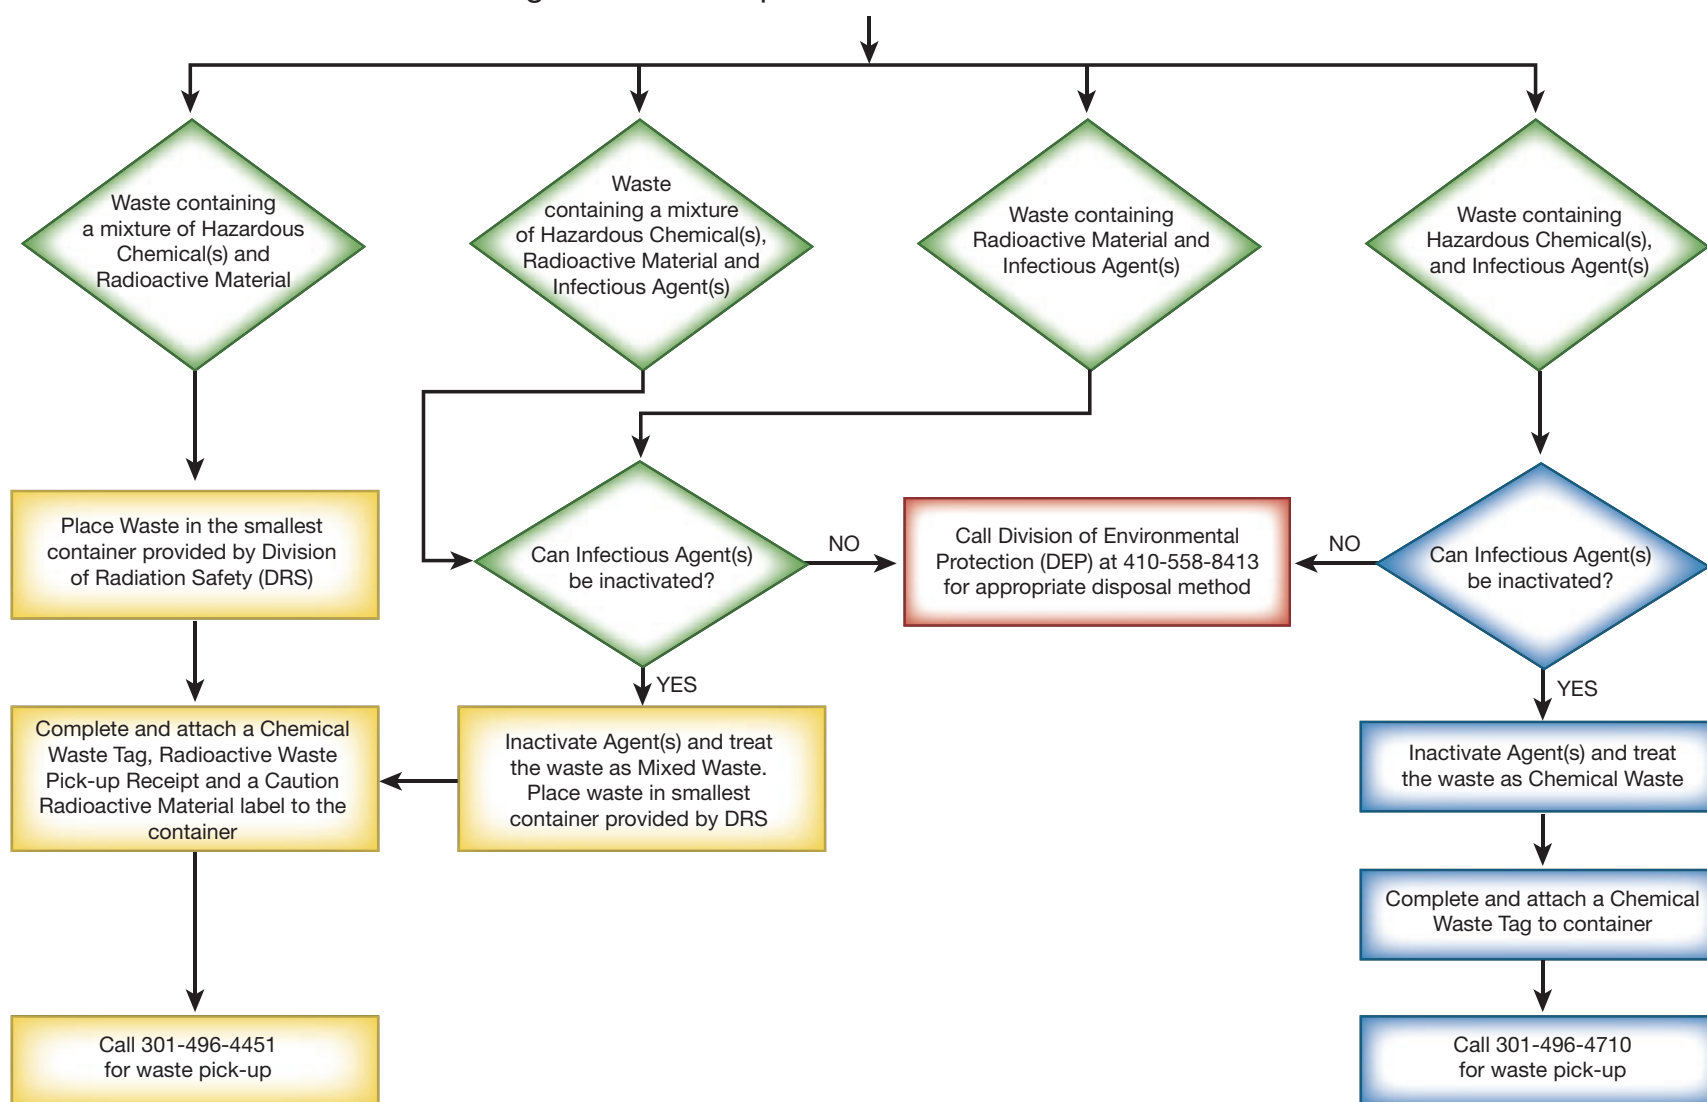 Waste containing
a mixture of Hazardous
Chemical(s) and
Radioactive Material
Waste
containing a mixture
of Hazardous Chemical(s),
Radioactive Material and
Infectious Agent(s)
Waste containing
Radioactive Material and
Infectious Agent(s)
Waste containing
Hazardous Chemical(s),
and Infectious Agent(s)
Place Waste in the smallest
container provided by Division
of Radiation Safety (DRS)
Can Infectious Agent(s)
be inactivated?
NO
Call Division of Environmental
Protection (DEP) at 410-558-8413
for appropriate disposal method
NO
Can Infectious Agent(s)
be inactivated?
YES
YES
Complete and attach a Chemical
Waste Tag, Radioactive Waste
Pick-up Receipt and a Caution
Radioactive Material label to the
container
Inactivate Agent(s) and treat
the waste as Mixed Waste.
Place waste in smallest
container provided by DRS
Inactivate Agent(s) and treat
the waste as Chemical Waste
Complete and attach a Chemical
Waste Tag to container
Call 301-496-4451
for waste pick-up
Call 301-496-4710
for waste pick-up